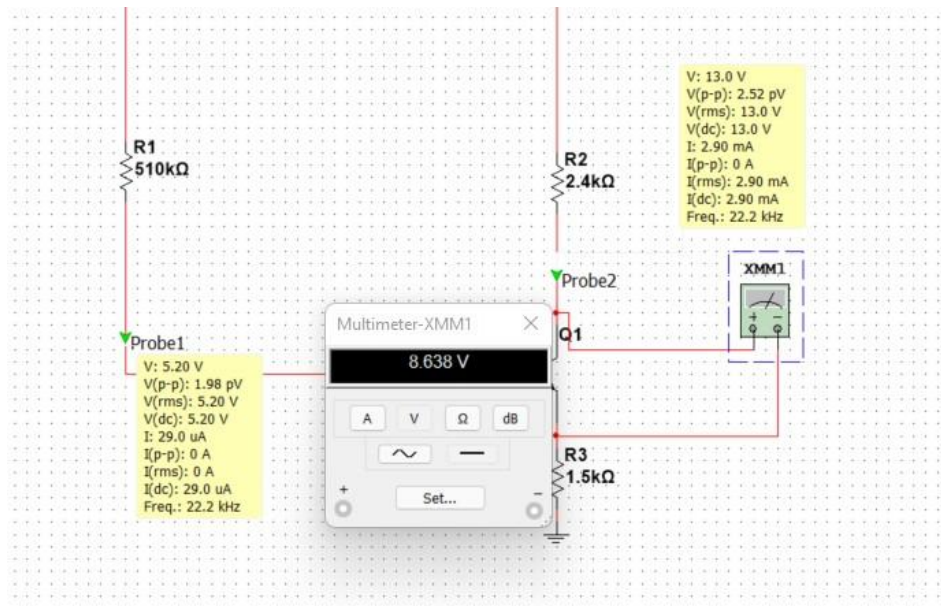 R1
510kΩ
R2
2.4kΩ
V: 13.0 V
V(p-p): 2.52 pV
V(rms): 13.0 V
V(dc): 13.0 V
I: 2.90 mA
I(p-p): 0 A
I(rms): 2.90 mA
I(dc): 2.90 mA
Freq.: 22.2 kHz
XMM1
+ −
Probe2
Q1
Probe1
V: 5.20 V
V(p-p): 1.98 pV
V(rms): 5.20 V
V(dc): 5.20 V
I: 29.0 uA
I(p-p): 0 A
I(rms): 0 A
I(dc): 29.0 uA
Freq.: 22.2 kHz
Multimeter-XMM1
8.638 V
A V Ω dB
+ −
Set...
R3
1.5kΩ